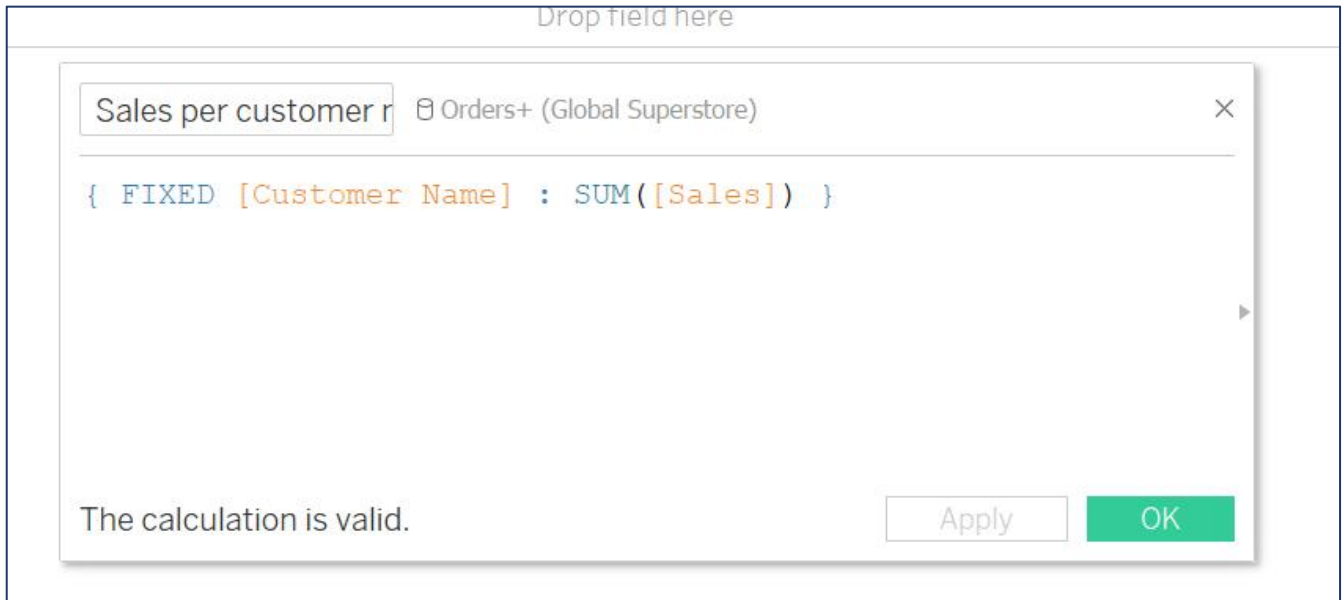 Drop field here
Sales per customer r Orders+ (Global Superstore)
{ FIXED [Customer Name] : SUM([Sales]) }
The calculation is valid.
Apply OK